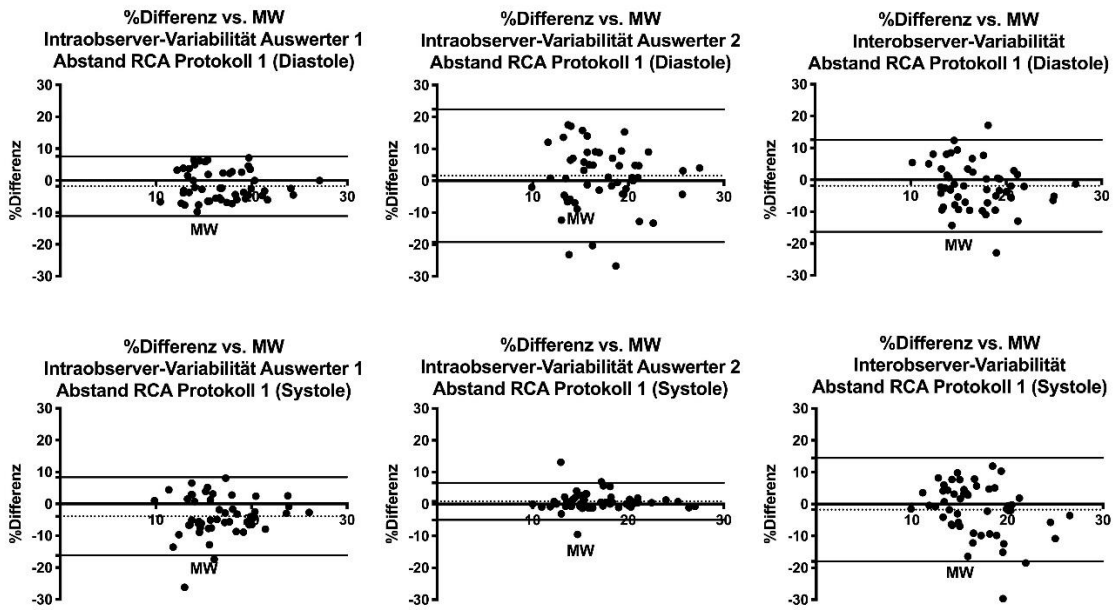 %Differenz vs. MW
Intraobserver-Variabilität Auswerter 1
Abstand RCA Protokoll 1 (Diastole)
%Differenz
30
20
10
0
-10
-20
-30
10
20
30
MW
%Differenz vs. MW
Intraobserver-Variabilität Auswerter 2
Abstand RCA Protokoll 1 (Diastole)
%Differenz
30
20
10
0
-10
-20
-30
10
20
30
MW
%Differenz vs. MW
Interobserver-Variabilität
Abstand RCA Protokoll 1 (Diastole)
%Differenz
30
20
10
0
-10
-20
-30
10
20
30
MW
%Differenz vs. MW
Intraobserver-Variabilität Auswerter 1
Abstand RCA Protokoll 1 (Systole)
%Differenz
30
20
10
0
-10
-20
-30
10
20
30
MW
%Differenz vs. MW
Intraobserver-Variabilität Auswerter 2
Abstand RCA Protokoll 1 (Systole)
%Differenz
30
20
10
0
-10
-20
-30
10
20
30
MW
%Differenz vs. MW
Interobserver-Variabilität
Abstand RCA Protokoll 1 (Systole)
%Differenz
30
20
10
0
-10
-20
-30
10
20
30
MW